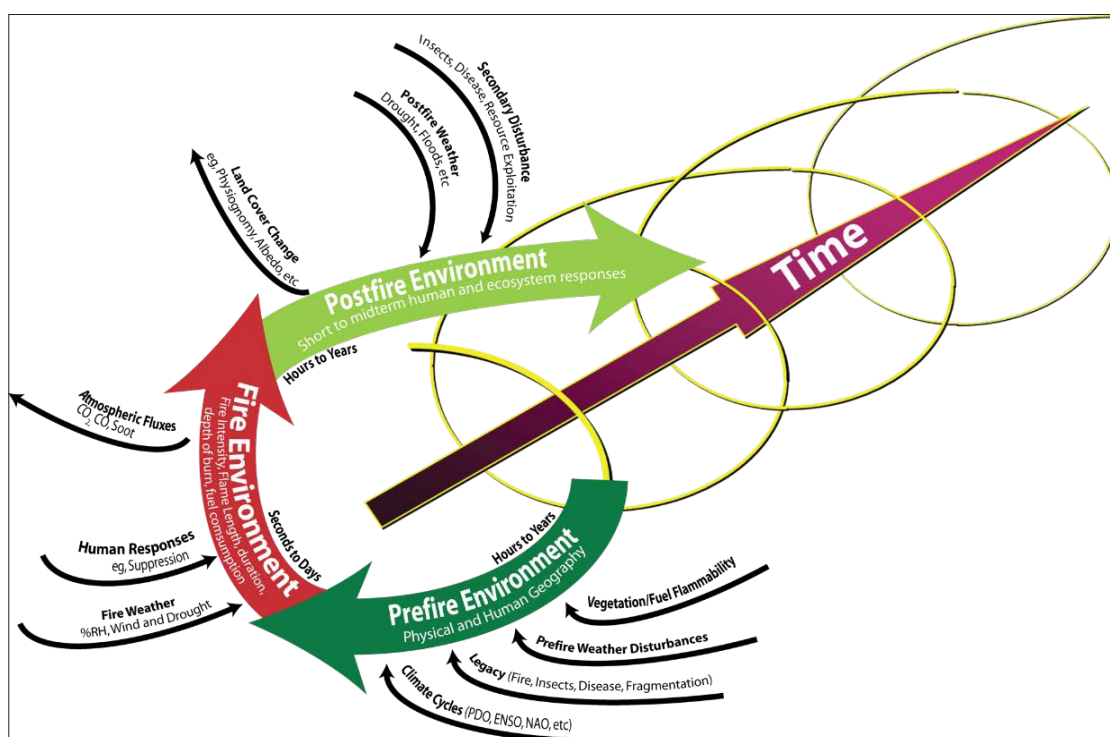 Secondary Disturbance
Insects, Disease, Resource Exploitation
Postfire Weather
Drought, Floods, etc
Land Cover Change
eg, Physiognomy, Albedo, etc
Time
Postfire Environment
Short to midterm human and ecosystem responses
Hours to Years
Atmospheric Fluxes
CO2, CO, Soot
Fire Environment
Fire intensity, Flame Length, duration,
depth of burn, fuel comsumption
Seconds to Days
Human Responses
eg, Suppression
Fire Weather
%RH, Wind and Drought
Hours to Years
Prefire Environment
Physical and Human Geography
Vegetation/Fuel Flammability
Prefire Weather Disturbances
Legacy (Fire, Insects, Disease, Fragmentation)
Climate Cycles (PDO, ENSO, NAO, etc)